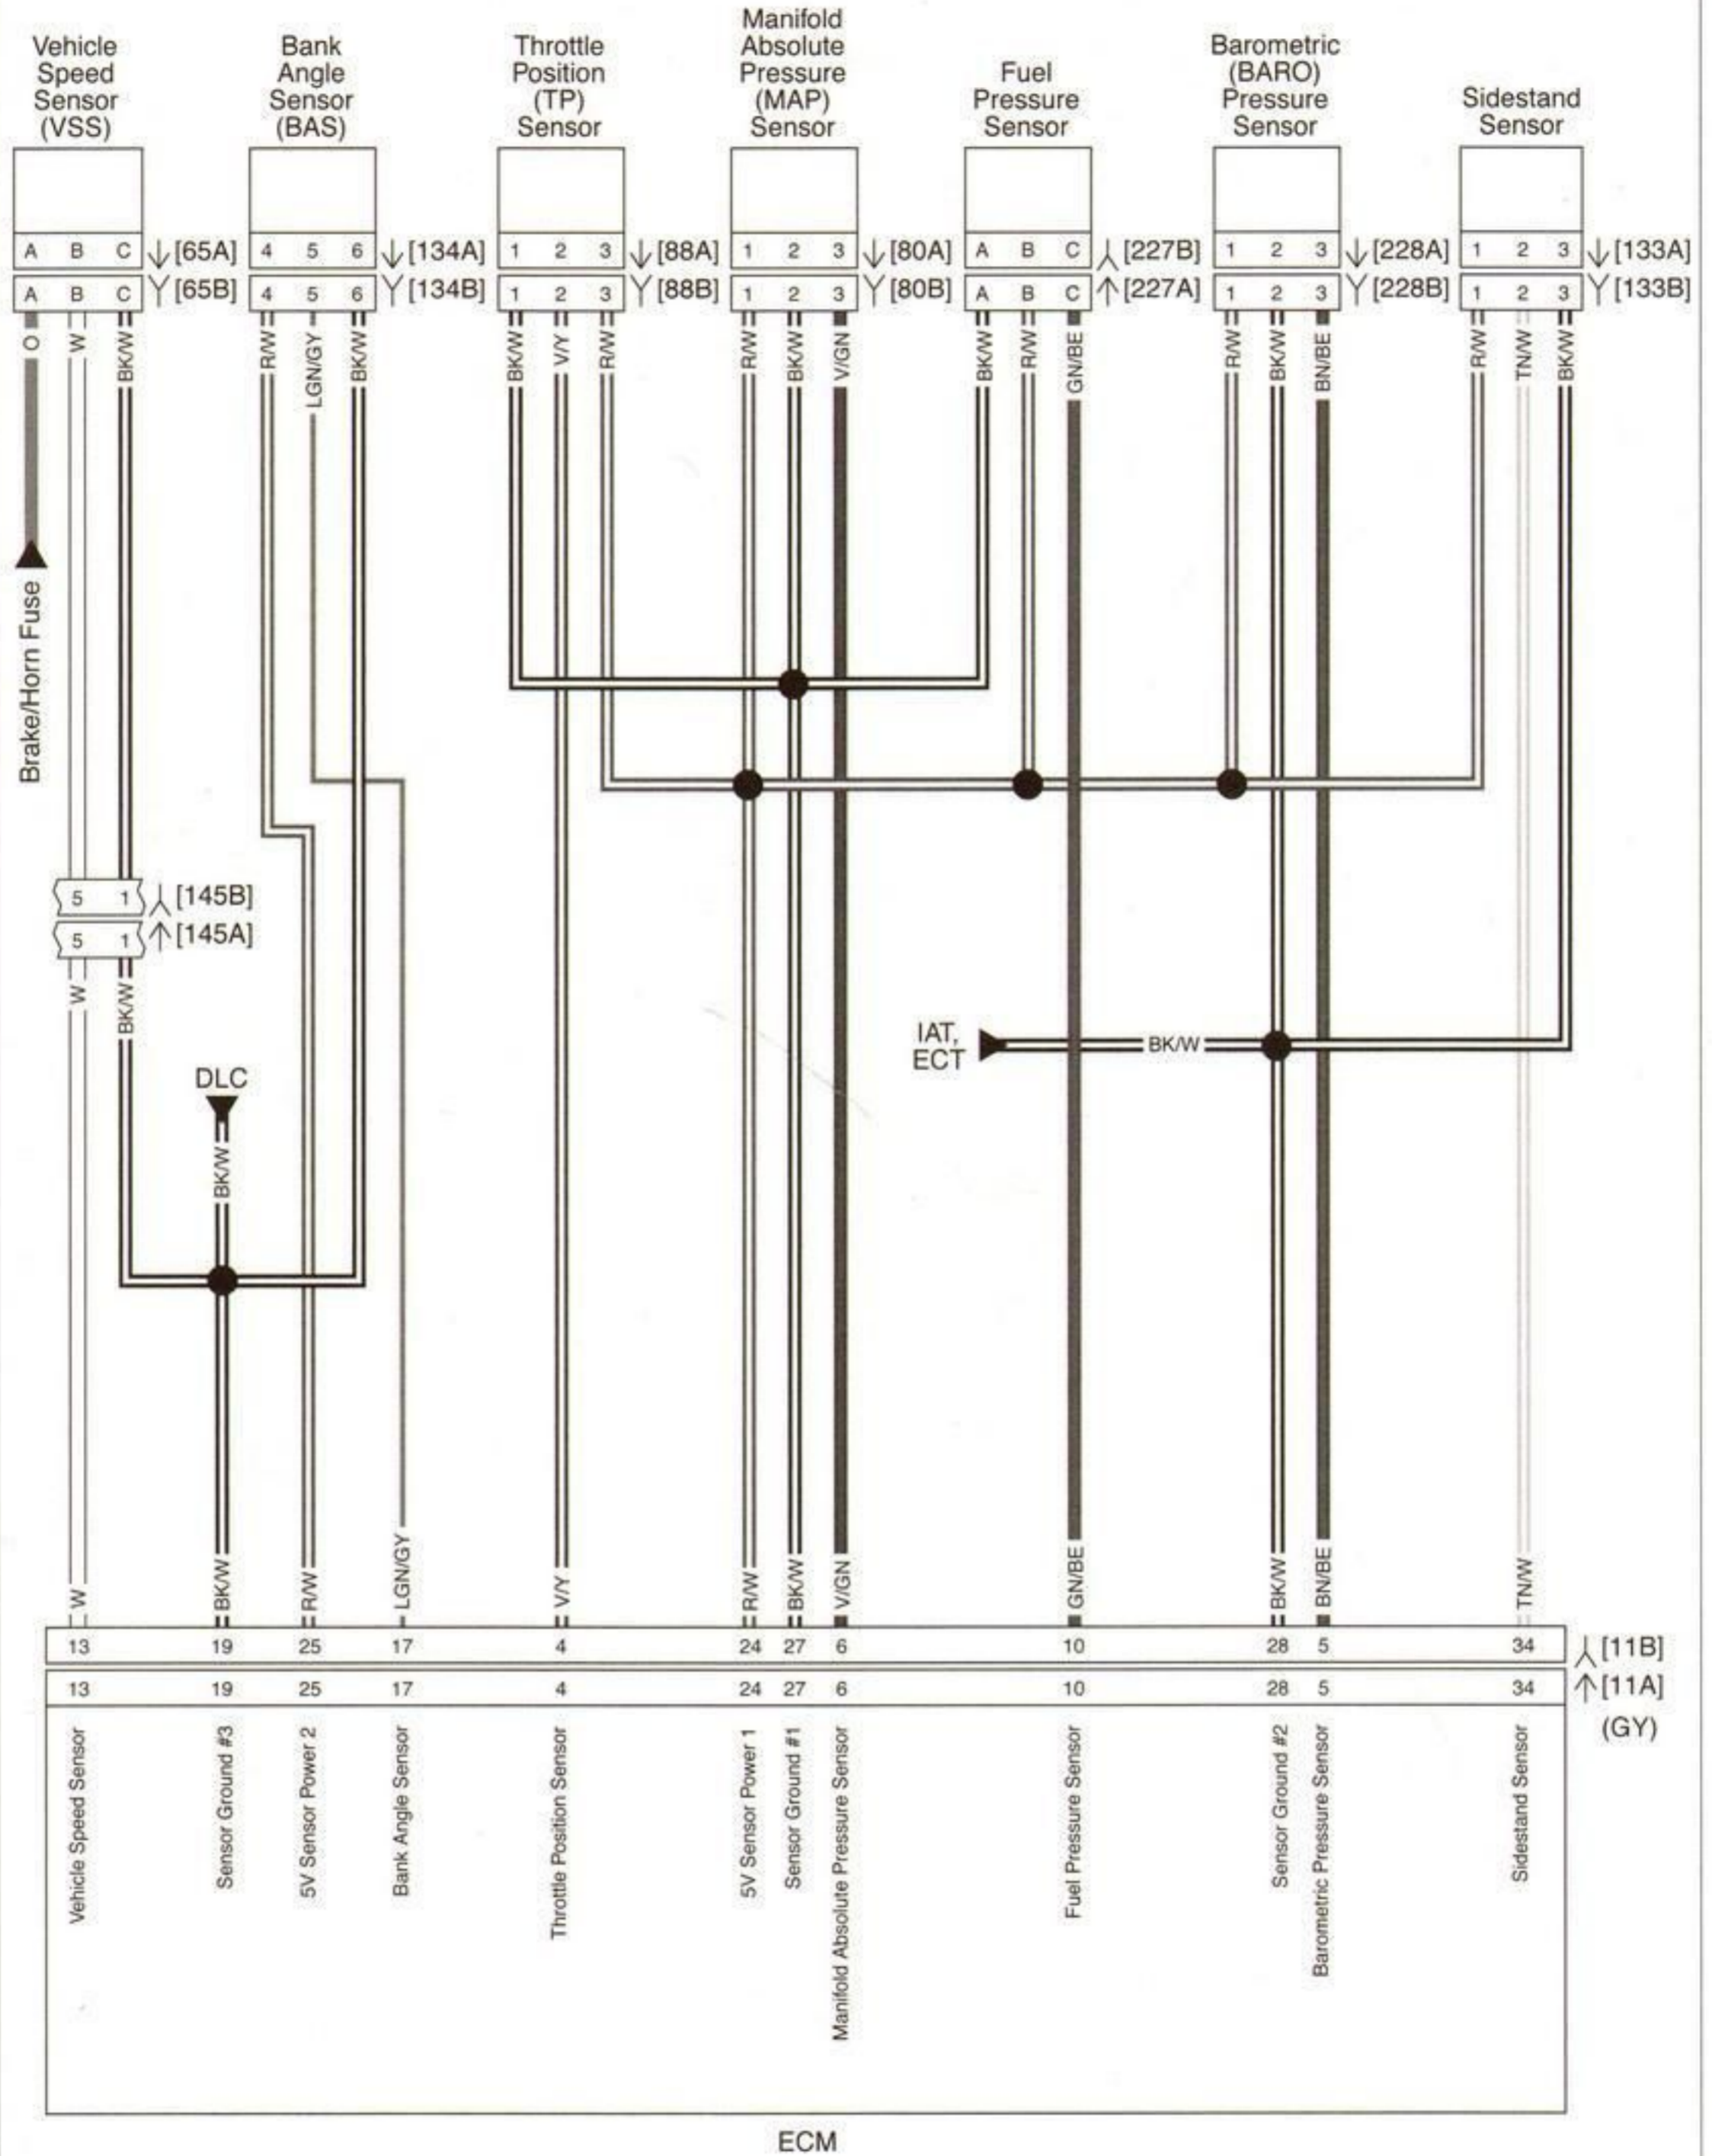 Vehicle
Speed
Sensor
(VSS)
Bank
Angle
Sensor
(BAS)
Throttle
Position
(TP)
Sensor
Manifold
Absolute
Pressure
(MAP)
Sensor
Fuel
Pressure
Sensor
Barometric
(BARO)
Pressure
Sensor
Sidestand
Sensor
A B C [65A] 4 5 6 [134A] 1 2 3 [88A] 1 2 3 [80A] A B C [227B] 1 2 3 [228A] 1 2 3 [133A]
A B C [65B] 4 5 6 [134B] 1 2 3 [88B] 1 2 3 [80B] A B C [227A] 1 2 3 [228B] 1 2 3 [133B]
O W BK/W R/W LGN/GY BK/W BK/W V/Y R/W R/W BK/W V/GN BK/W R/W GN/BE R/W BK/W BN/BE R/W TN/W BK/W
Brake/Horn Fuse
5 1 [145B]
5 1 [145A]
W BK/W
IAT,
ECT
BK/W
DLC
BK/W
W BK/W R/W LGN/GY V/Y R/W BK/W V/GN GN/BE BK/W BN/BE TN/W
13 19 25 17 4 24 27 6 10 28 5 34 [11B]
13 19 25 17 4 24 27 6 10 28 5 34 [11A]
(GY)
Vehicle Speed Sensor
Sensor Ground #3
5V Sensor Power 2
Bank Angle Sensor
Throttle Position Sensor
5V Sensor Power 1
Sensor Ground #1
Manifold Absolute Pressure Sensor
Fuel Pressure Sensor
Sensor Ground #2
Barometric Pressure Sensor
Sidestand Sensor
ECM